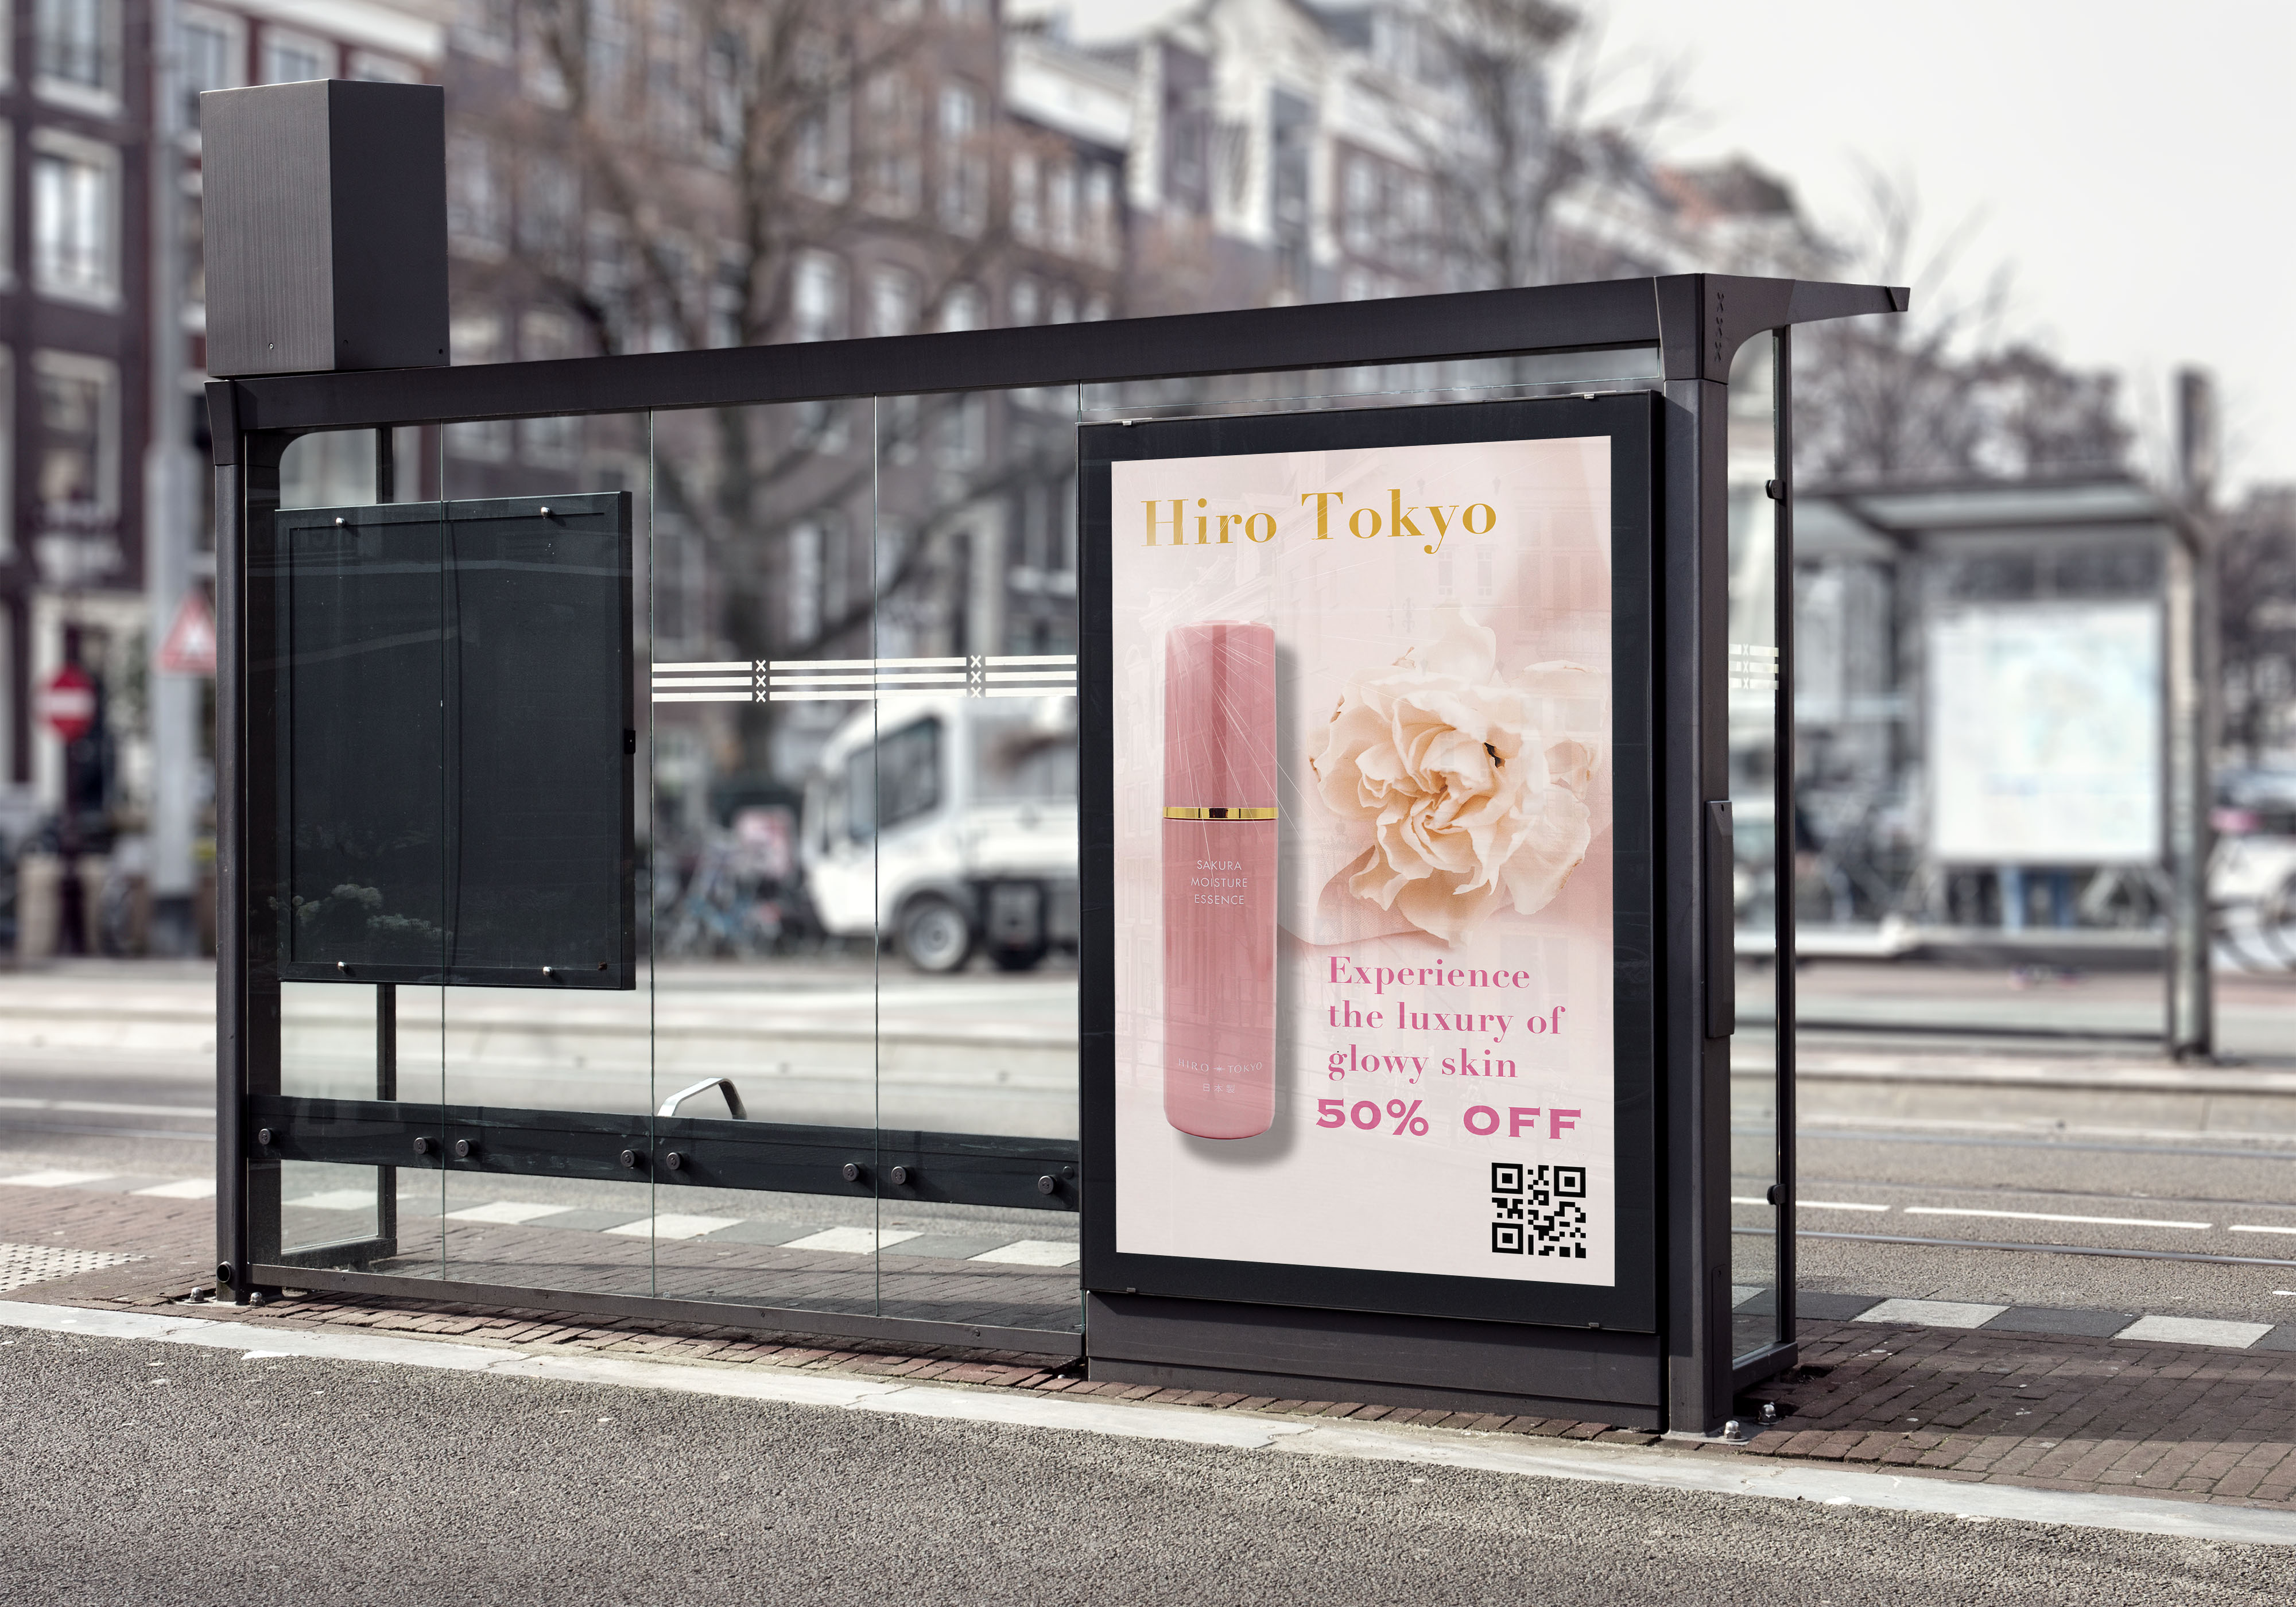 Hiro Tokyo
SAKURA
MOISTURE
ESSENCE
HIRO TOKYO
日本製
Experience
the luxury of
glowy skin
50% OFF